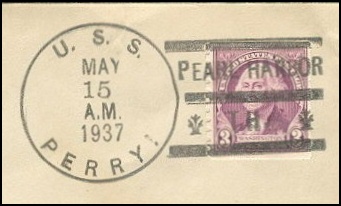 U. S. S.
MAY
15
A.M.
1937
PERRY
PEARL HARBOR
T.H.
3 3